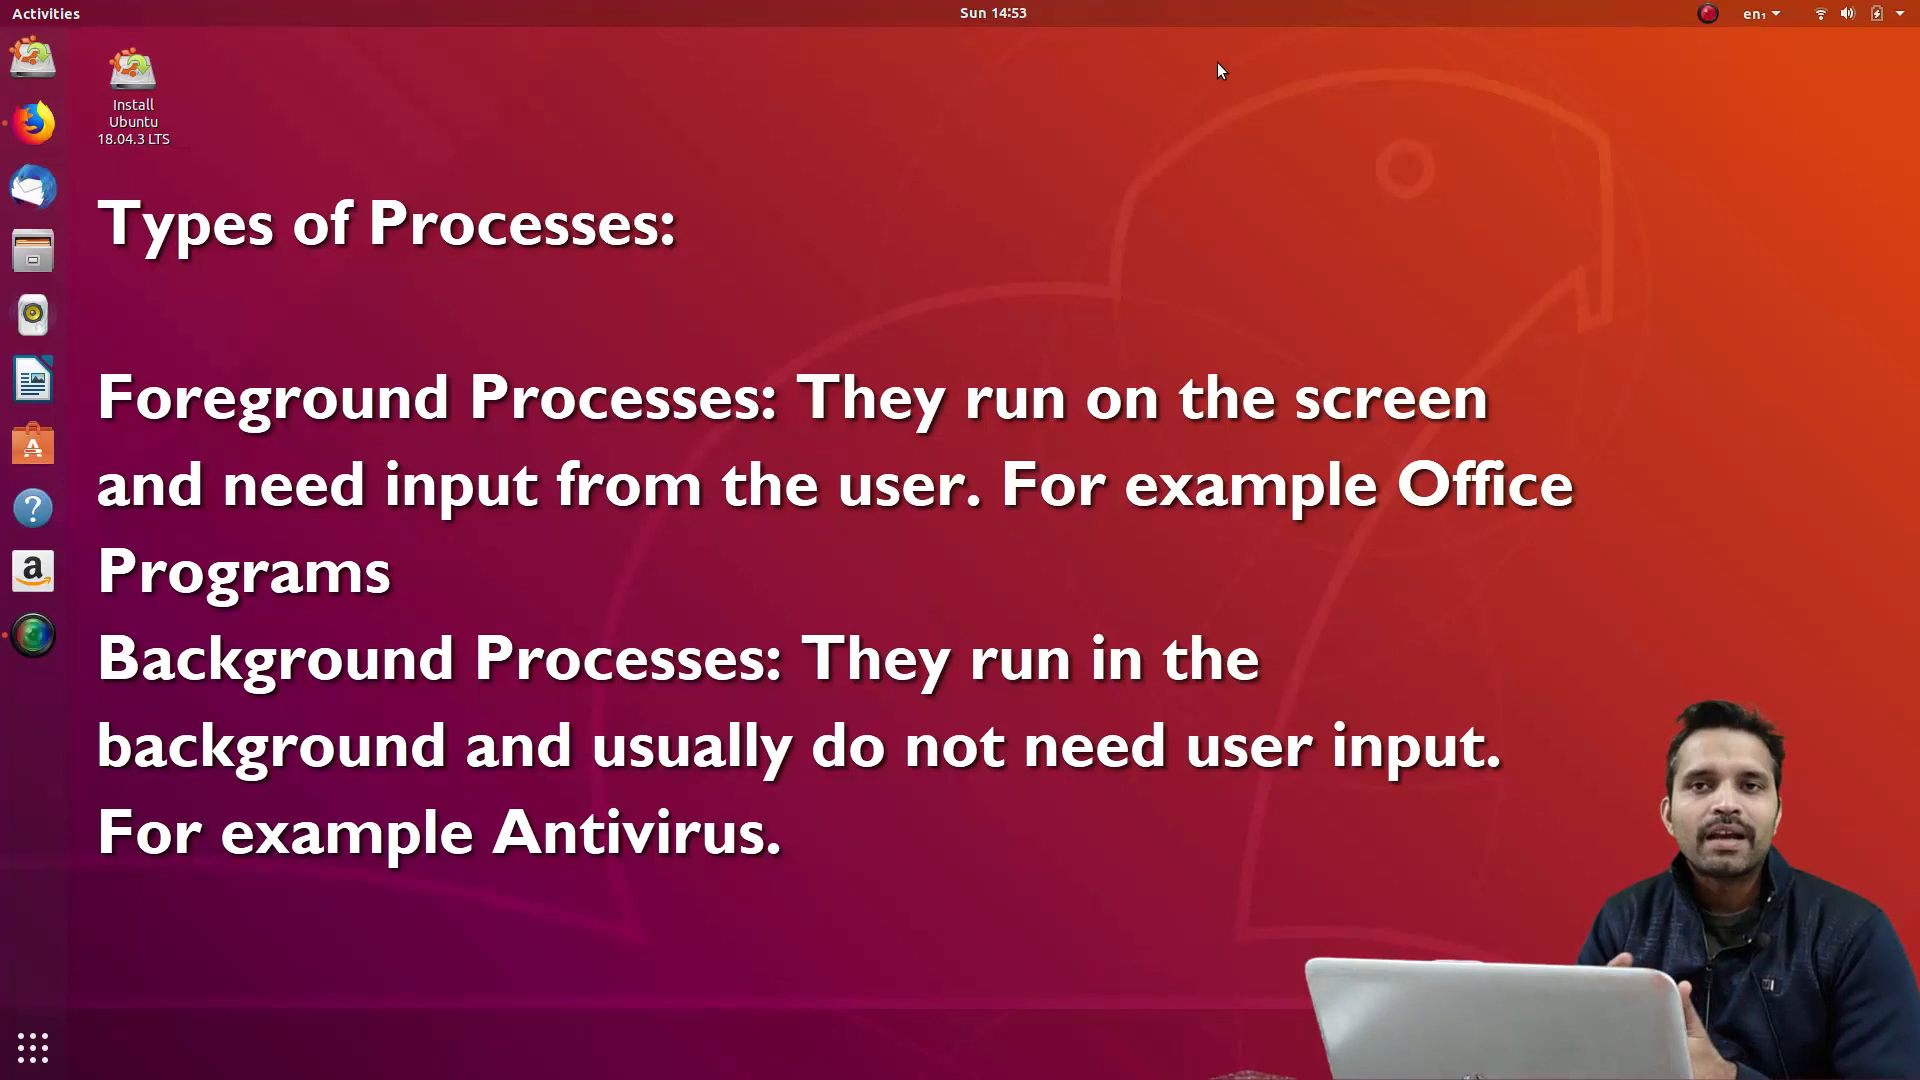 Activities
Sun 14:53
en₁
Install
Ubuntu
18.04.3 LTS
Types of Processes:
Foreground Processes: They run on the screen
and need input from the user. For example Office
Programs
Background Processes: They run in the
background and usually do not need user input.
For example Antivirus.